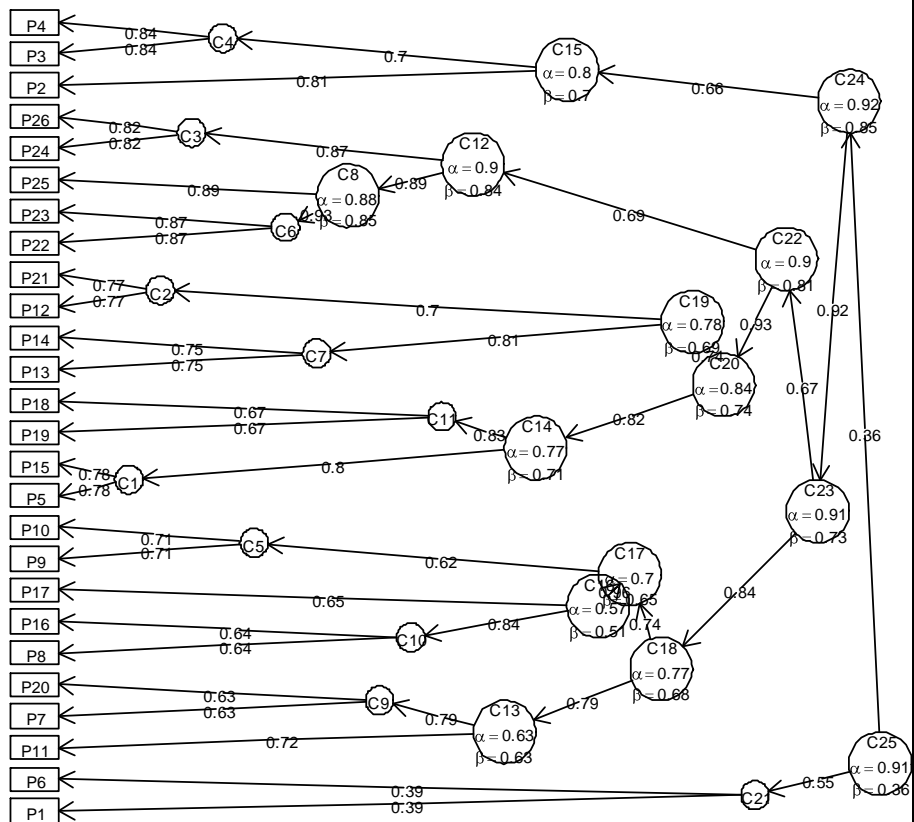 P4
P3
P2
P26
P24
P25
P23
P22
P21
P12
P14
P13
P18
P19
P15
P5
P10
P9
P17
P16
P8
P20
P7
P11
P6
P1
0.84
0.84
C4
0.7
0.81
C15
α = 0.8
β = 0.7
0.66
C24
α = 0.92
β = 0.85
0.82
0.82
C3
0.87
C12
α = 0.9
β = 0.84
0.89
C8
α = 0.88
β = 0.85
0.89
0.93
C6
0.87
0.87
0.69
C22
α = 0.9
β = 0.81
0.77
0.77
C2
0.7
C19
α = 0.78
β = 0.69
0.74
0.75
0.75
C7
0.81
C20
α = 0.84
β = 0.74
0.93
0.92
0.67
0.36
0.67
0.67
C11
0.83
C14
α = 0.77
β = 0.71
0.82
0.78
0.78
C1
0.8
C23
α = 0.91
β = 0.73
0.71
0.71
C5
0.62
C17
α = 0.7
β = 0.65
0.84
0.65
α = 0.57
β = 0.51
0.64
0.64
C10
0.84
0.74
C18
α = 0.77
β = 0.68
0.63
0.63
C9
0.79
C13
α = 0.63
β = 0.63
0.79
0.72
C25
α = 0.91
β = 0.36
0.55
C21
0.39
0.39